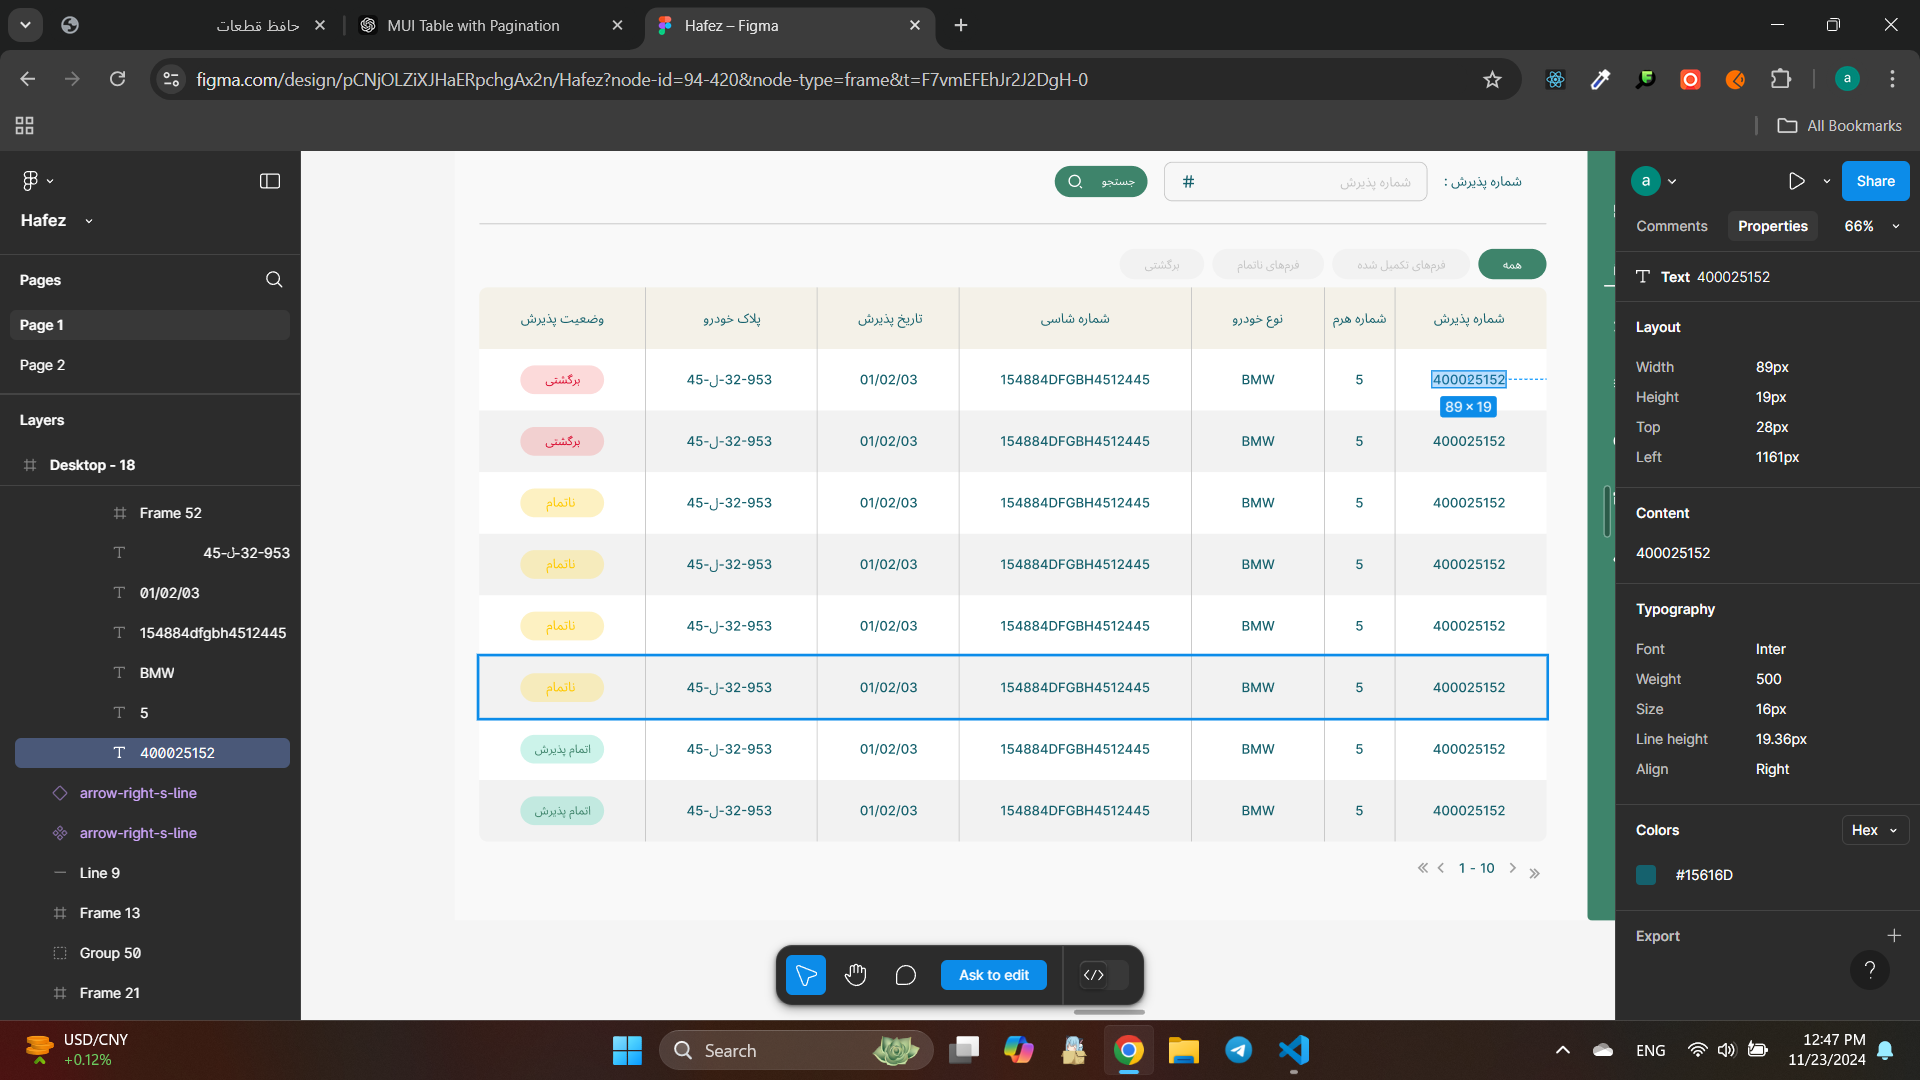 حافظ قطعات
MUI Table with Pagination
Hafez – Figma
figma.com/design/pCNjOLZiXJHaERpchgAx2n/Hafez?node-id=94-420&node-type=frame&t=F7vmEFEhJr2J2DgH-0
a
All Bookmarks
Hafez
Pages
Page 1
Page 2
Layers
Desktop - 18
Frame 52
45-ل-32-953
01/02/03
154884dfgbh4512445
BMW
5
400025152
arrow-right-s-line
arrow-right-s-line
Line 9
Frame 13
Group 50
Frame 21
شماره پذیرش :
شماره پذیرش
#
جستجو
همه
فرم‌های تکمیل شده
فرم‌های ناتمام
برگشتی
شماره پذیرش شماره هرم نوع خودرو شماره شاسی تاریخ پذیرش پلاک خودرو وضعیت پذیرش
400025152 5 BMW 154884DFGBH4512445 01/02/03 45-ل-32-953 برگشتی
89 × 19
400025152 5 BMW 154884DFGBH4512445 01/02/03 45-ل-32-953 برگشتی
400025152 5 BMW 154884DFGBH4512445 01/02/03 45-ل-32-953 ناتمام
400025152 5 BMW 154884DFGBH4512445 01/02/03 45-ل-32-953 ناتمام
400025152 5 BMW 154884DFGBH4512445 01/02/03 45-ل-32-953 ناتمام
400025152 5 BMW 154884DFGBH4512445 01/02/03 45-ل-32-953 ناتمام
400025152 5 BMW 154884DFGBH4512445 01/02/03 45-ل-32-953 اتمام پذیرش
400025152 5 BMW 154884DFGBH4512445 01/02/03 45-ل-32-953 اتمام پذیرش
« ‹ 1 - 10 › »
Ask to edit
a
Share
Comments
Properties
66%
Text 400025152
Layout
Width 89px
Height 19px
Top 28px
Left 1161px
Content
400025152
Typography
Font Inter
Weight 500
Size 16px
Line height 19.36px
Align Right
Colors
Hex
#15616D
Export
?
USD/CNY
+0.12%
Search
ENG
12:47 PM
11/23/2024